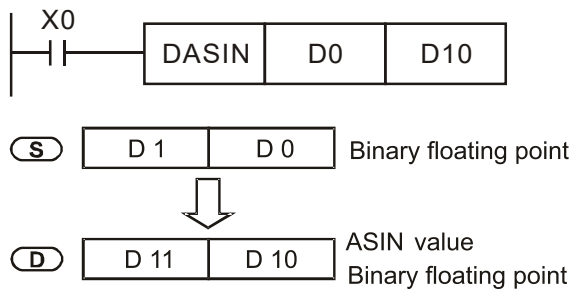 X0
DASIN D0 D10
S D 1 D 0 Binary floating point
ASIN value
D D 11 D 10
Binary floating point